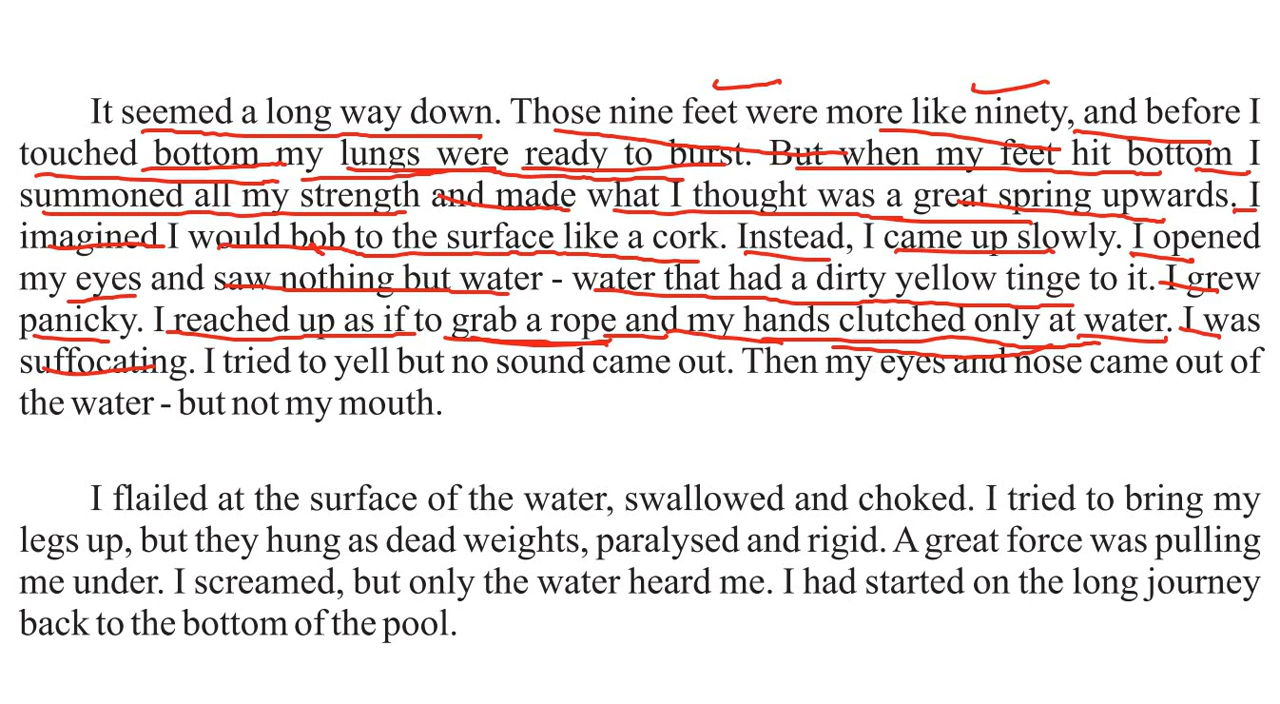 It seemed a long way down. Those nine feet were more like ninety, and before I
touched bottom my lungs were ready to burst. But when my feet hit bottom I
summoned all my strength and made what I thought was a great spring upwards. I
imagined I would bob to the surface like a cork. Instead, I came up slowly. I opened
my eyes and saw nothing but water - water that had a dirty yellow tinge to it. I grew
panicky. I reached up as if to grab a rope and my hands clutched only at water. I was
suffocating. I tried to yell but no sound came out. Then my eyes and nose came out of
the water - but not my mouth.
I flailed at the surface of the water, swallowed and choked. I tried to bring my
legs up, but they hung as dead weights, paralysed and rigid. A great force was pulling
me under. I screamed, but only the water heard me. I had started on the long journey
back to the bottom of the pool.